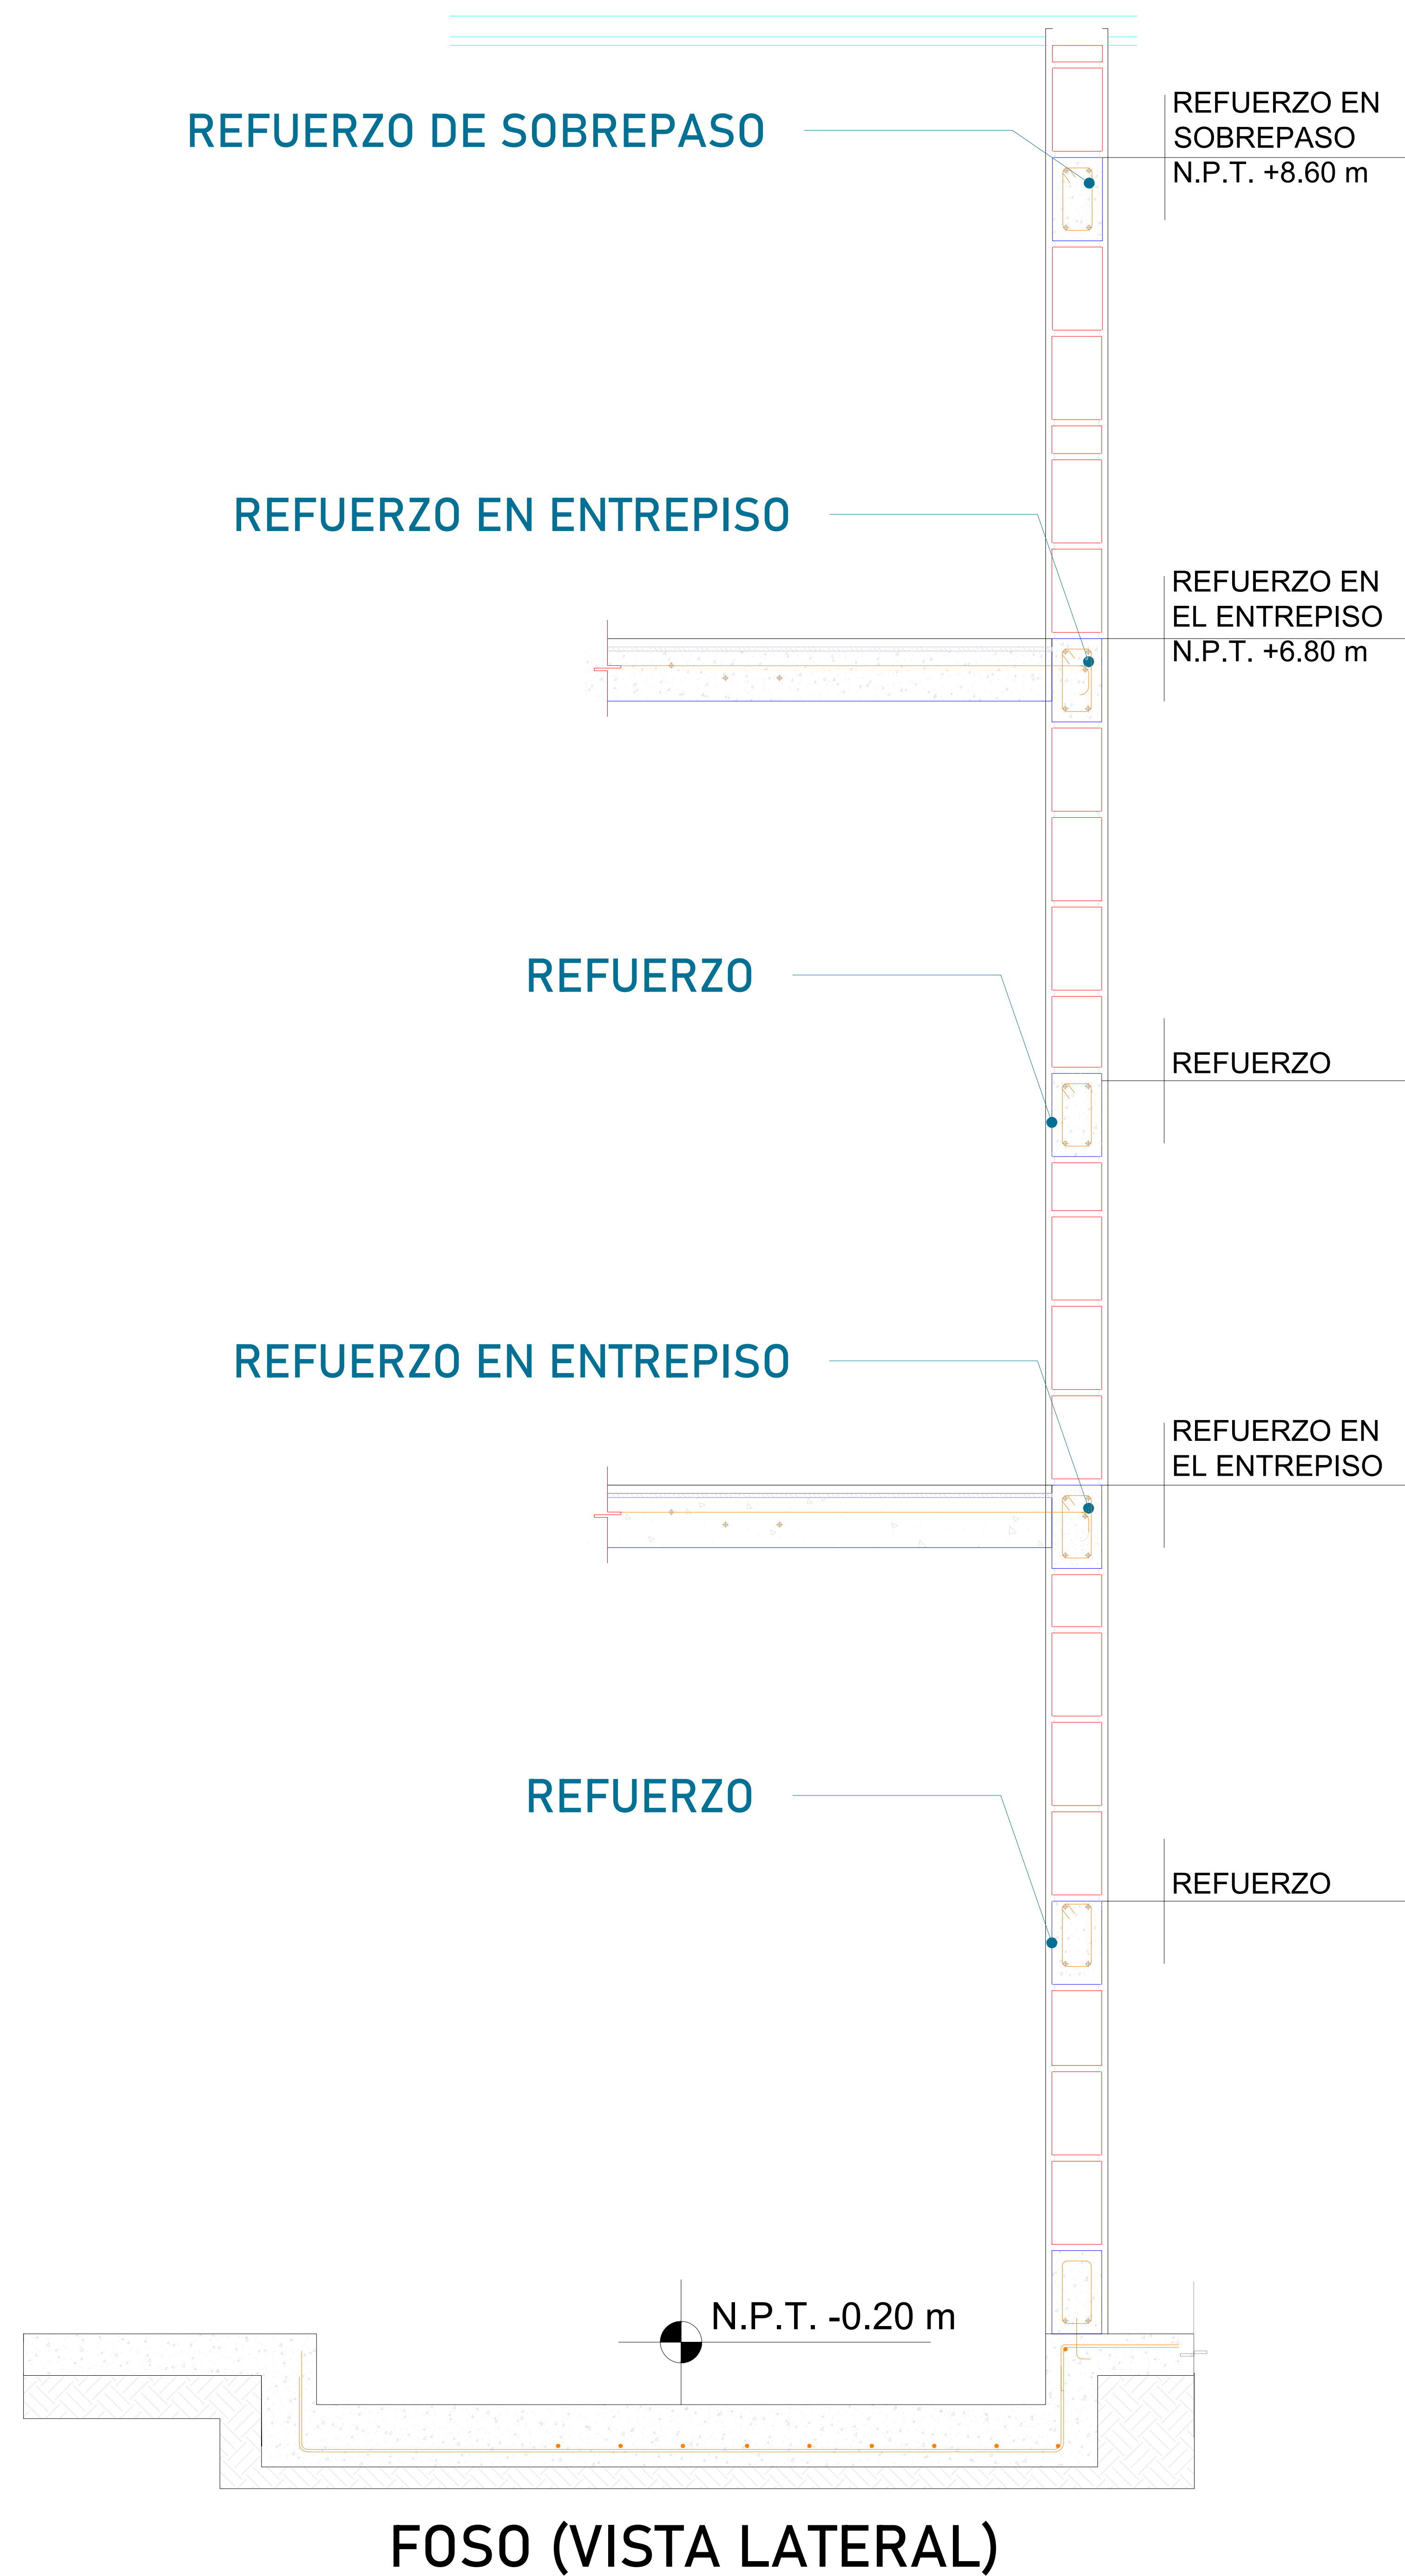 REFUERZO DE SOBREPASO
REFUERZO EN
SOBREPASO
N.P.T. +8.60 m
REFUERZO EN ENTREPISO
REFUERZO EN
EL ENTREPISO
N.P.T. +6.80 m
REFUERZO
REFUERZO
REFUERZO EN ENTREPISO
REFUERZO EN
EL ENTREPISO
REFUERZO
REFUERZO
N.P.T. -0.20 m
FOSO (VISTA LATERAL)